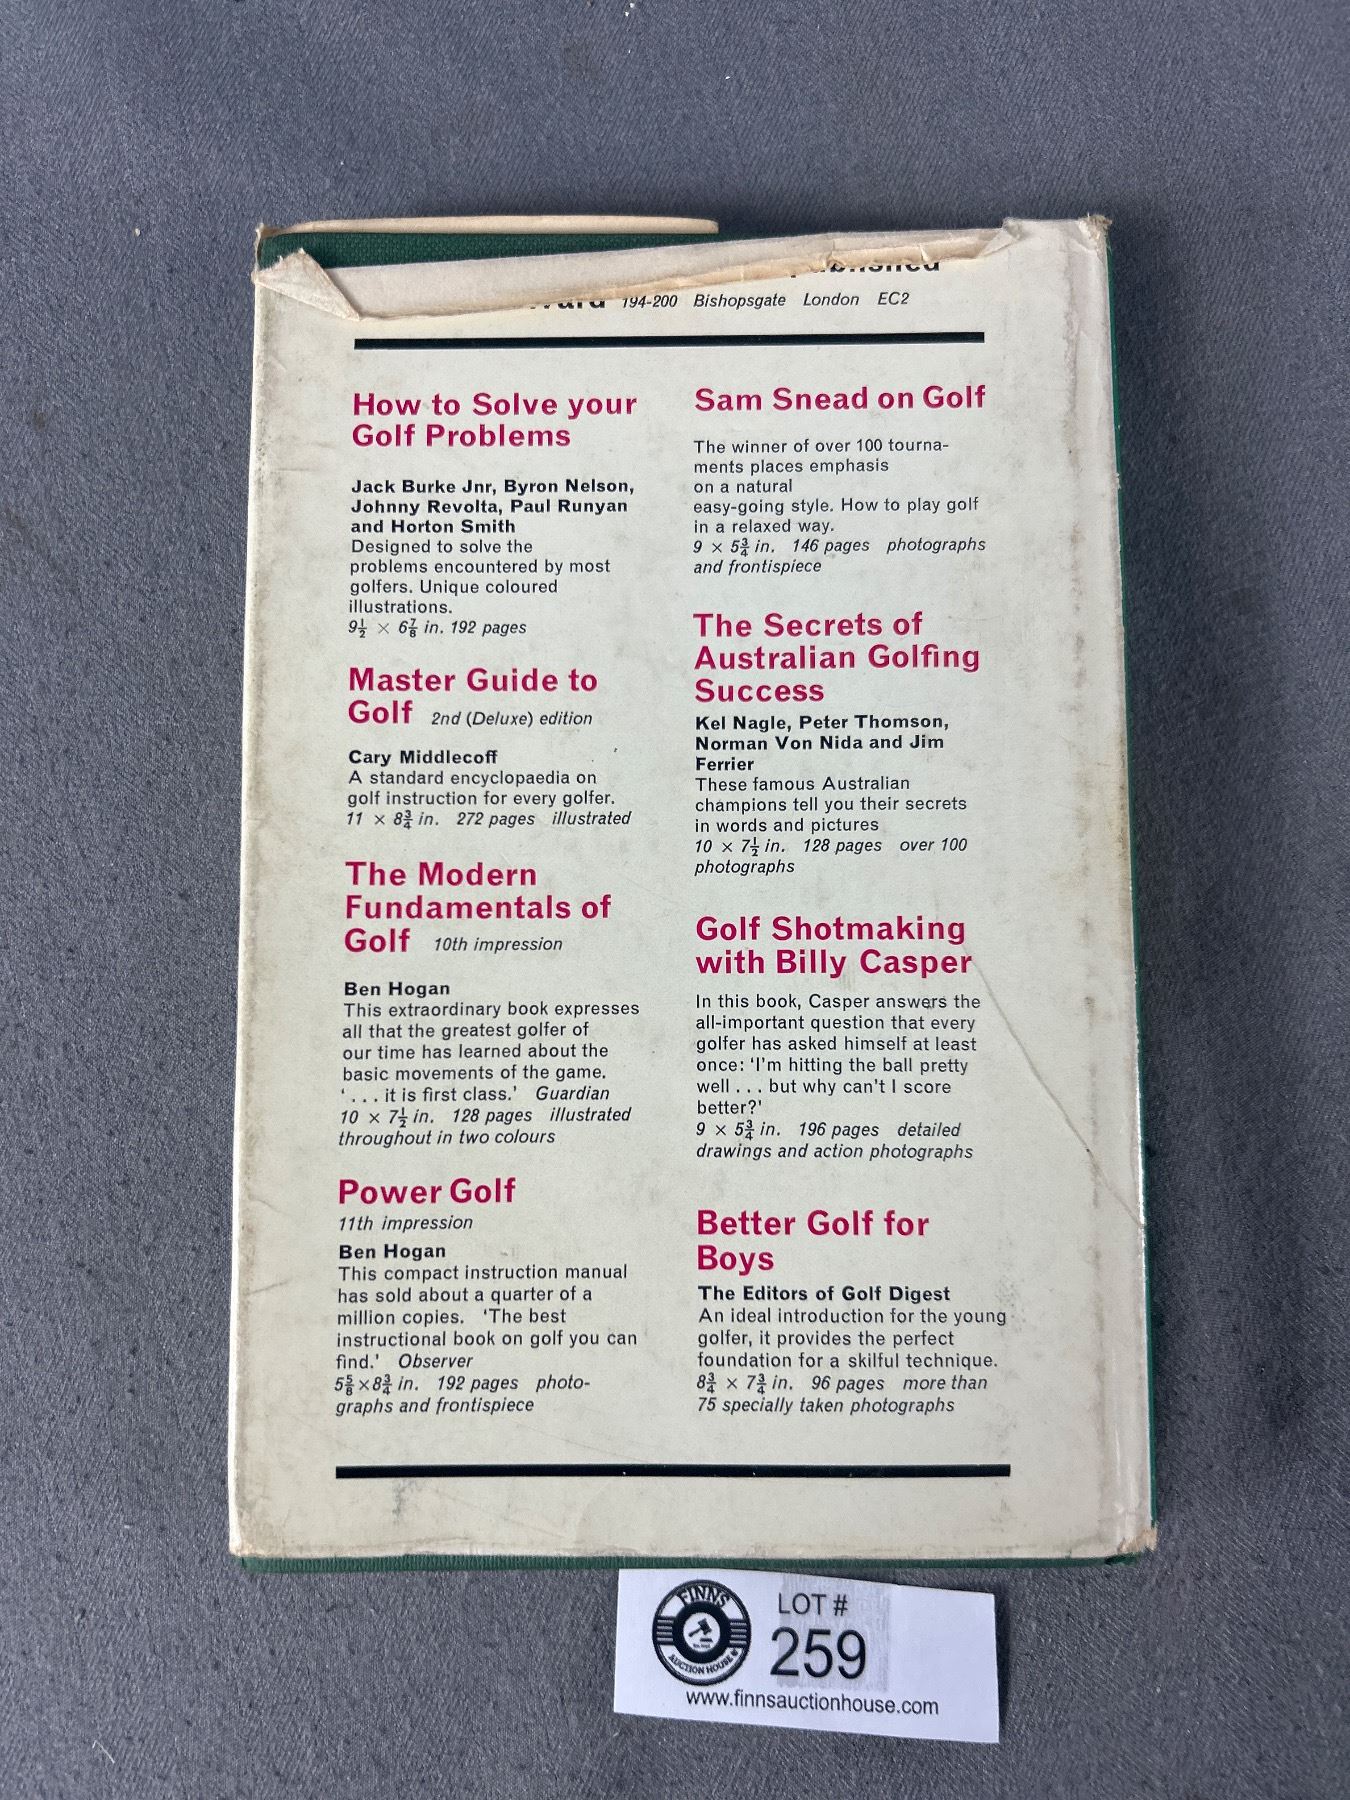 published
194-200 Bishopsgate London EC2
How to Solve your
Golf Problems
Jack Burke Jnr, Byron Nelson,
Johnny Revolta, Paul Runyan
and Horton Smith
Designed to solve the
problems encountered by most
golfers. Unique coloured
illustrations.
9½ × 6⅞ in. 192 pages
Master Guide to
Golf 2nd (Deluxe) edition
Cary Middlecoff
A standard encyclopaedia on
golf instruction for every golfer.
11 × 8¾ in. 272 pages illustrated
The Modern
Fundamentals of
Golf 10th impression
Ben Hogan
This extraordinary book expresses
all that the greatest golfer of
our time has learned about the
basic movements of the game.
‘ . . . it is first class.’ Guardian
10 × 7½ in. 128 pages illustrated
throughout in two colours
Power Golf
11th impression
Ben Hogan
This compact instruction manual
has sold about a quarter of a
million copies. ‘The best
instructional book on golf you can
find.’ Observer
5⅝ × 8¾ in. 192 pages photo-
graphs and frontispiece
Sam Snead on Golf
The winner of over 100 tourna-
ments places emphasis
on a natural
easy-going style. How to play golf
in a relaxed way.
9 × 5¾ in. 146 pages photographs
and frontispiece
The Secrets of
Australian Golfing
Success
Kel Nagle, Peter Thomson,
Norman Von Nida and Jim
Ferrier
These famous Australian
champions tell you their secrets
in words and pictures
10 × 7½ in. 128 pages over 100
photographs
Golf Shotmaking
with Billy Casper
In this book, Casper answers the
all-important question that every
golfer has asked himself at least
once: ‘I'm hitting the ball pretty
well . . . but why can't I score
better?’
9 × 5¾ in. 196 pages detailed
drawings and action photographs
Better Golf for
Boys
The Editors of Golf Digest
An ideal introduction for the young
golfer, it provides the perfect
foundation for a skilful technique.
8¾ × 7¾ in. 96 pages more than
75 specially taken photographs
FINNS
AUCTION HOUSE
LOT #
259
www.finnsauctionhouse.com